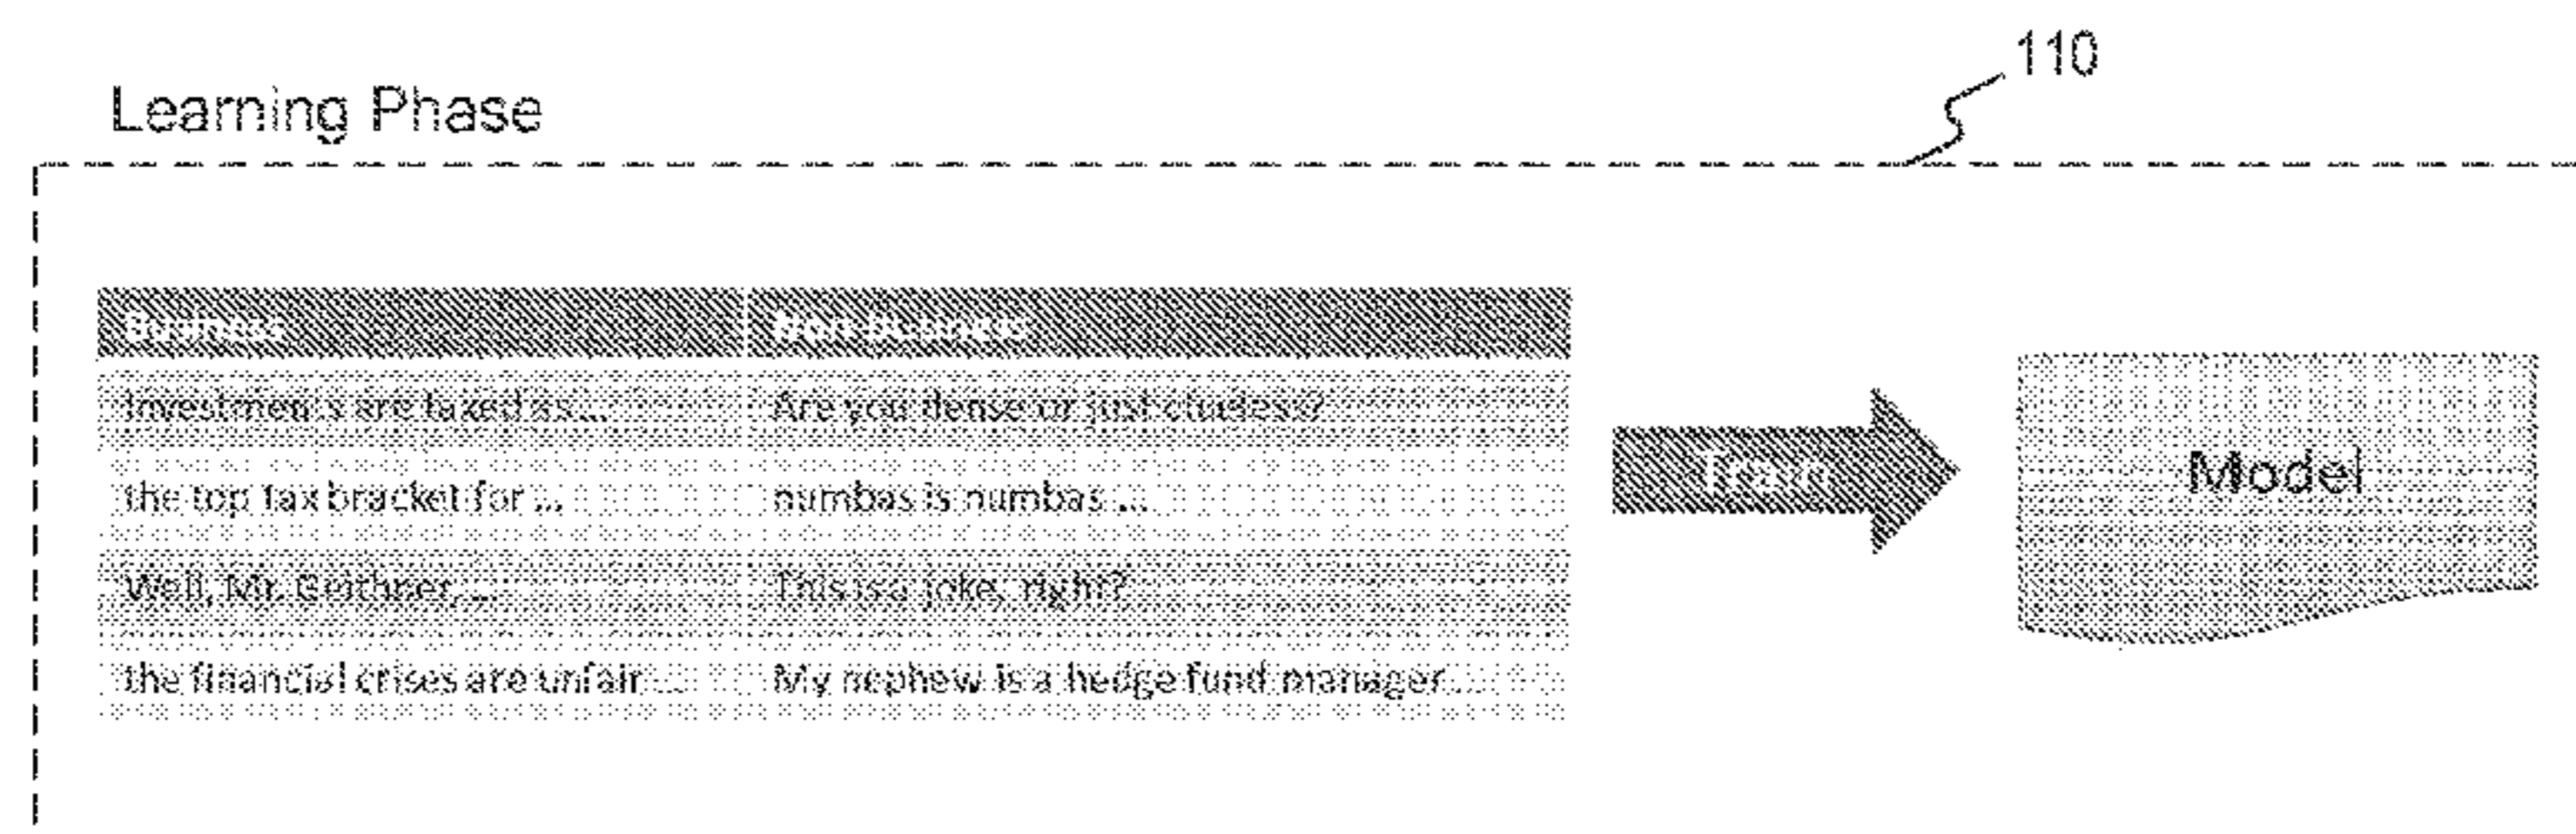 110
Learning Phase
Business Non-business
Investments are taxed as ... Are you dense or just clueless?
the top tax bracket for ... numbas is numbas ...
Well, Mr. Geithner, ... This is a joke, right?
the financial crises are unfair ... My nephew is a hedge fund manager ...
Train
Model